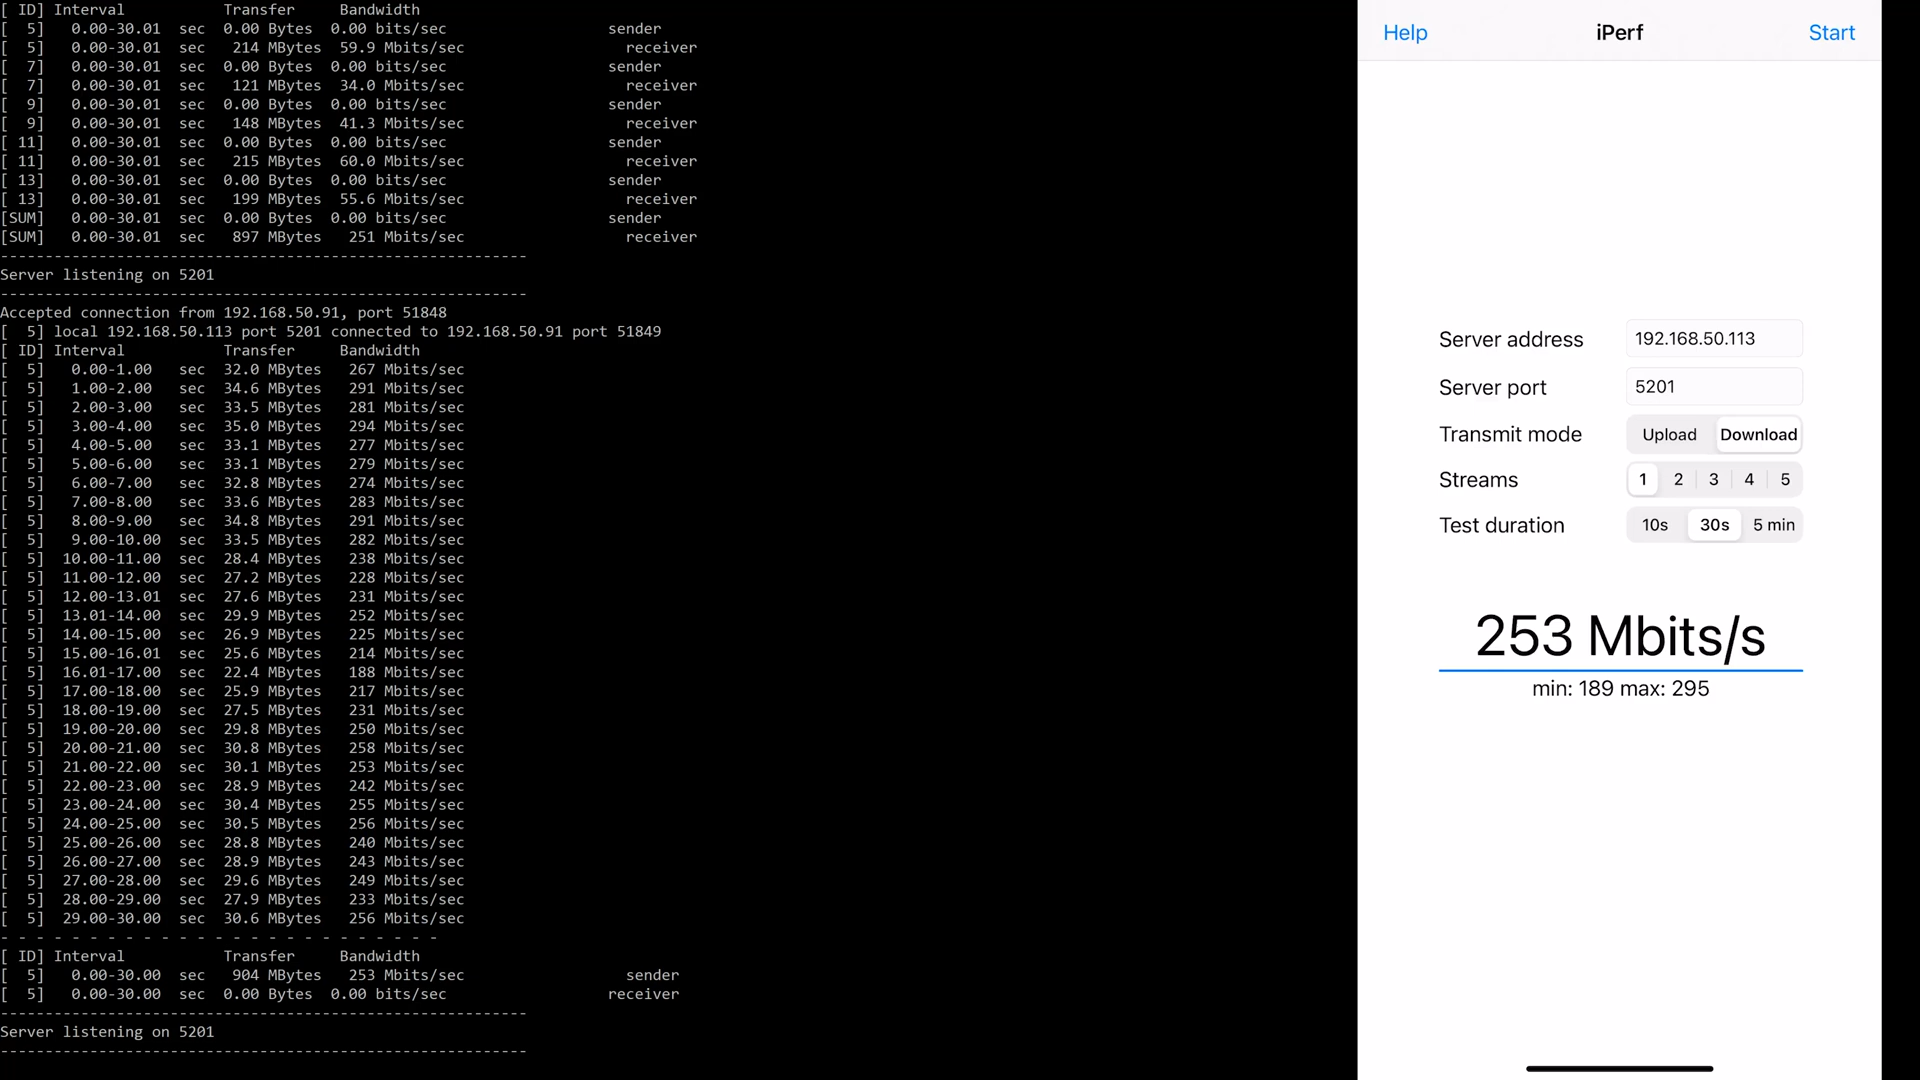 [ ID] Interval           Transfer     Bandwidth
[  5]   0.00-30.01  sec  0.00 Bytes  0.00 bits/sec                  sender
[  5]   0.00-30.01  sec   214 MBytes  59.9 Mbits/sec                  receiver
[  7]   0.00-30.01  sec  0.00 Bytes  0.00 bits/sec                  sender
[  7]   0.00-30.01  sec   121 MBytes  34.0 Mbits/sec                  receiver
[  9]   0.00-30.01  sec  0.00 Bytes  0.00 bits/sec                  sender
[  9]   0.00-30.01  sec   148 MBytes  41.3 Mbits/sec                  receiver
[ 11]   0.00-30.01  sec  0.00 Bytes  0.00 bits/sec                  sender
[ 11]   0.00-30.01  sec   215 MBytes  60.0 Mbits/sec                  receiver
[ 13]   0.00-30.01  sec  0.00 Bytes  0.00 bits/sec                  sender
[ 13]   0.00-30.01  sec   199 MBytes  55.6 Mbits/sec                  receiver
[SUM]   0.00-30.01  sec  0.00 Bytes  0.00 bits/sec                  sender
[SUM]   0.00-30.01  sec   897 MBytes   251 Mbits/sec                  receiver
-----------------------------------------------------------
Server listening on 5201
-----------------------------------------------------------
Accepted connection from 192.168.50.91, port 51848
[  5] local 192.168.50.113 port 5201 connected to 192.168.50.91 port 51849
[ ID] Interval           Transfer     Bandwidth
[  5]   0.00-1.00   sec  32.0 MBytes   267 Mbits/sec
[  5]   1.00-2.00   sec  34.6 MBytes   291 Mbits/sec
[  5]   2.00-3.00   sec  33.5 MBytes   281 Mbits/sec
[  5]   3.00-4.00   sec  35.0 MBytes   294 Mbits/sec
[  5]   4.00-5.00   sec  33.1 MBytes   277 Mbits/sec
[  5]   5.00-6.00   sec  33.1 MBytes   279 Mbits/sec
[  5]   6.00-7.00   sec  32.8 MBytes   274 Mbits/sec
[  5]   7.00-8.00   sec  33.6 MBytes   283 Mbits/sec
[  5]   8.00-9.00   sec  34.8 MBytes   291 Mbits/sec
[  5]   9.00-10.00  sec  33.5 MBytes   282 Mbits/sec
[  5]  10.00-11.00  sec  28.4 MBytes   238 Mbits/sec
[  5]  11.00-12.00  sec  27.2 MBytes   228 Mbits/sec
[  5]  12.00-13.01  sec  27.6 MBytes   231 Mbits/sec
[  5]  13.01-14.00  sec  29.9 MBytes   252 Mbits/sec
[  5]  14.00-15.00  sec  26.9 MBytes   225 Mbits/sec
[  5]  15.00-16.01  sec  25.6 MBytes   214 Mbits/sec
[  5]  16.01-17.00  sec  22.4 MBytes   188 Mbits/sec
[  5]  17.00-18.00  sec  25.9 MBytes   217 Mbits/sec
[  5]  18.00-19.00  sec  27.5 MBytes   231 Mbits/sec
[  5]  19.00-20.00  sec  29.8 MBytes   250 Mbits/sec
[  5]  20.00-21.00  sec  30.8 MBytes   258 Mbits/sec
[  5]  21.00-22.00  sec  30.1 MBytes   253 Mbits/sec
[  5]  22.00-23.00  sec  28.9 MBytes   242 Mbits/sec
[  5]  23.00-24.00  sec  30.4 MBytes   255 Mbits/sec
[  5]  24.00-25.00  sec  30.5 MBytes   256 Mbits/sec
[  5]  25.00-26.00  sec  28.8 MBytes   240 Mbits/sec
[  5]  26.00-27.00  sec  28.9 MBytes   243 Mbits/sec
[  5]  27.00-28.00  sec  29.6 MBytes   249 Mbits/sec
[  5]  28.00-29.00  sec  27.9 MBytes   233 Mbits/sec
[  5]  29.00-30.00  sec  30.6 MBytes   256 Mbits/sec
- - - - - - - - - - - - - - - - - - - - - - - - -
[ ID] Interval           Transfer     Bandwidth
[  5]   0.00-30.00  sec   904 MBytes   253 Mbits/sec                  sender
[  5]   0.00-30.00  sec  0.00 Bytes  0.00 bits/sec                  receiver
-----------------------------------------------------------
Server listening on 5201
-----------------------------------------------------------
Help iPerf Start
Server address 192.168.50.113
Server port 5201
Transmit mode Upload Download
Streams 1 2 3 4 5
Test duration 10s 30s 5 min
253 Mbits/s
min: 189 max: 295